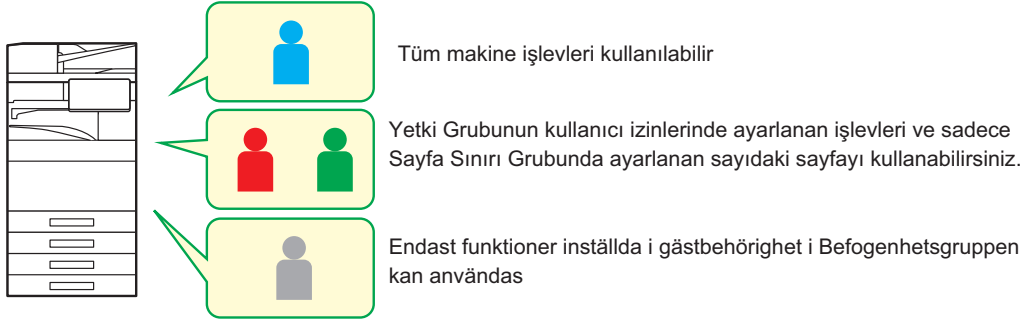 Tüm makine işlevleri kullanılabilir
Yetki Grubunun kullanıcı izinlerinde ayarlanan işlevleri ve sadece
Sayfa Sınırı Grubunda ayarlanan sayıdaki sayfayı kullanabilirsiniz.
Endast funktioner inställda i gästbehörighet i Befogenhetsgruppen
kan användas